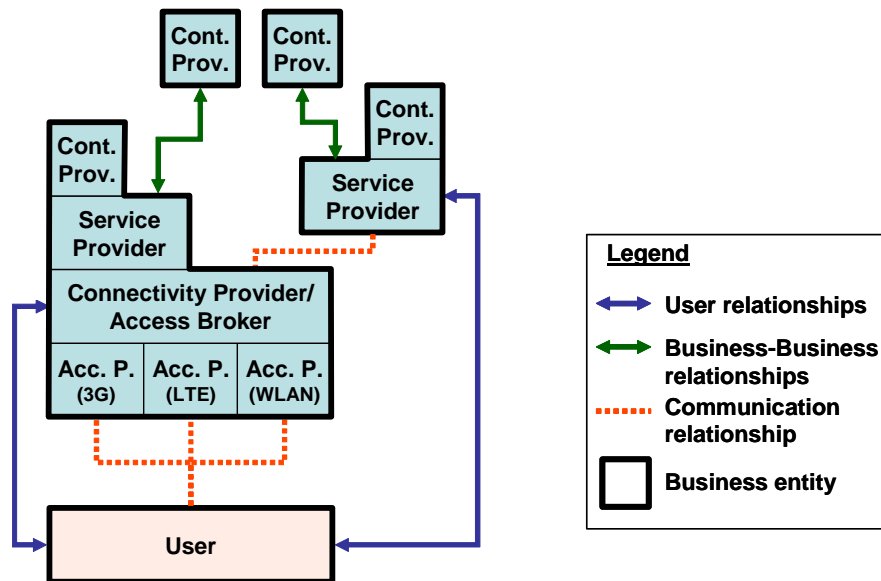 Cont.
Prov.
Cont.
Prov.
Cont.
Prov.
Cont.
Prov.
Service
Provider
Service
Provider
Connectivity Provider/
Access Broker
Acc. P.
(3G)
Acc. P.
(LTE)
Acc. P.
(WLAN)
User
Legend
User relationships
Business-Business
relationships
Communication
relationship
Business entity